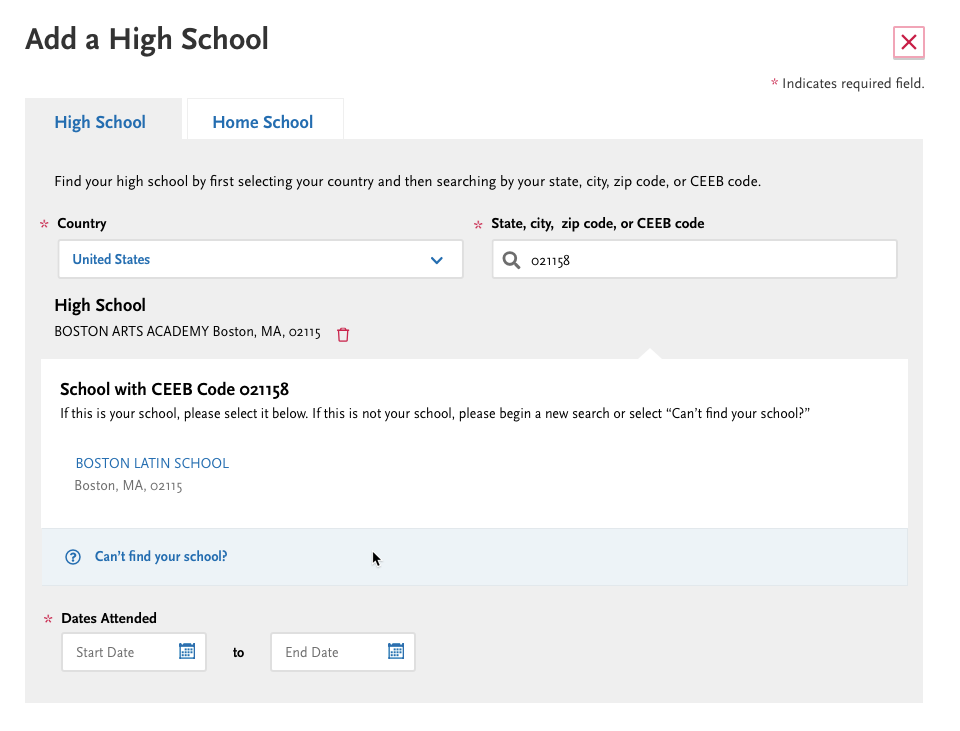 Add a High School
* Indicates required field.
High School
Home School
Find your high school by first selecting your country and then searching by your state, city, zip code, or CEEB code.
* Country
* State, city, zip code, or CEEB code
United States
021158
High School
BOSTON ARTS ACADEMY Boston, MA, 02115
School with CEEB Code 021158
If this is your school, please select it below. If this is not your school, please begin a new search or select “Can’t find your school?”
BOSTON LATIN SCHOOL
Boston, MA, 02115
? Can’t find your school?
* Dates Attended
Start Date
to
End Date